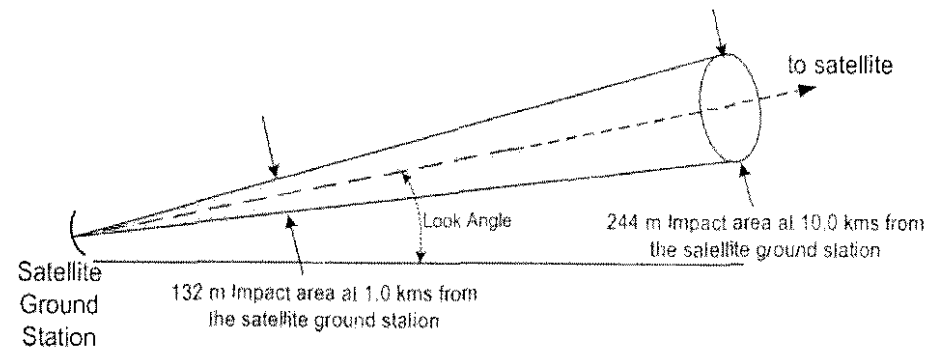 to satellite
Look Angle
244 m Impact area at 10.0 kms from
the satellite ground station
Satellite
Ground
Station
132 m Impact area at 1.0 kms from
the satellite ground station